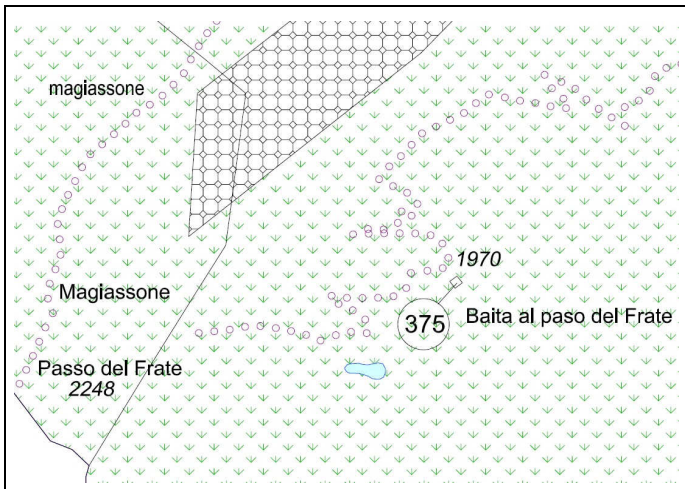 magiassone
1970
Magiassone
375
Baita al paso del Frate
Passo del Frate
2248